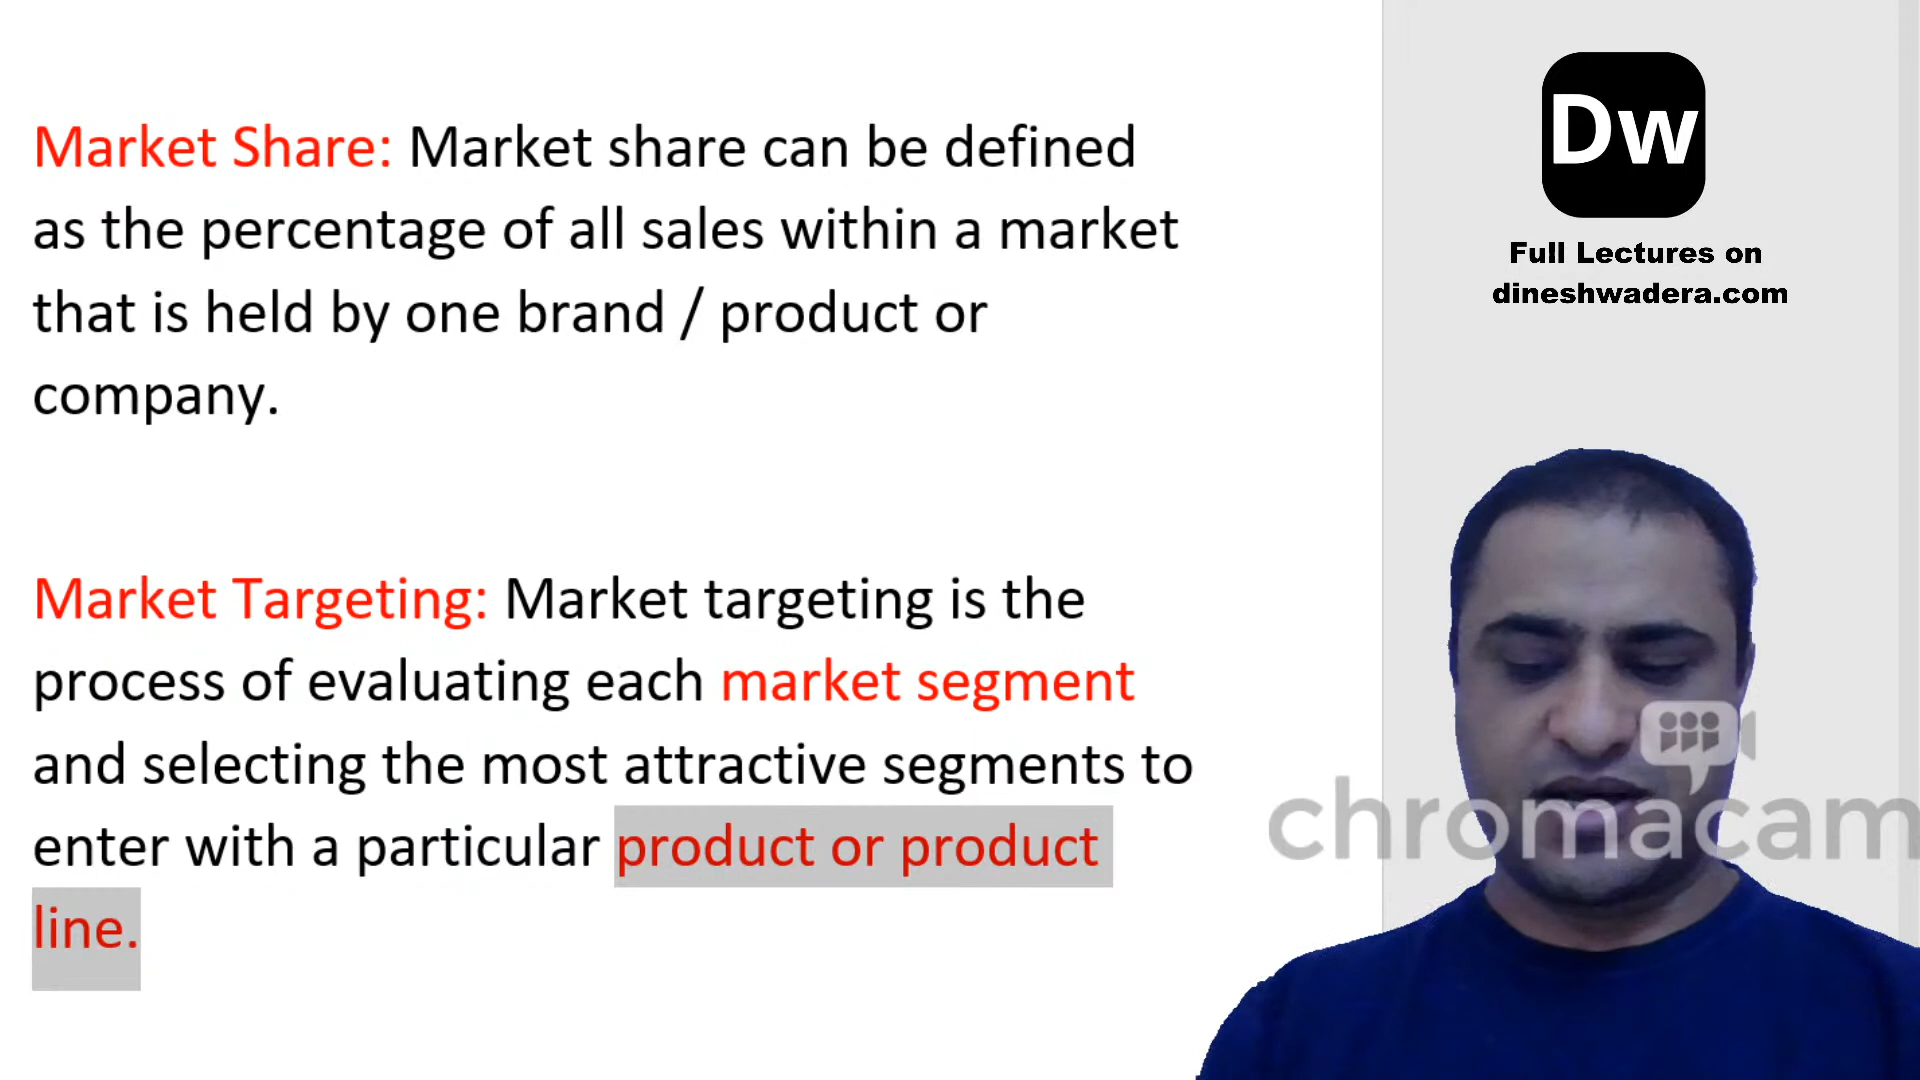 Market Share: Market share can be defined
as the percentage of all sales within a market
that is held by one brand / product or
company.
Market Targeting: Market targeting is the
process of evaluating each market segment
and selecting the most attractive segments to
enter with a particular product or product
line.
Dw
Full Lectures on
dineshwadera.com
chromacam